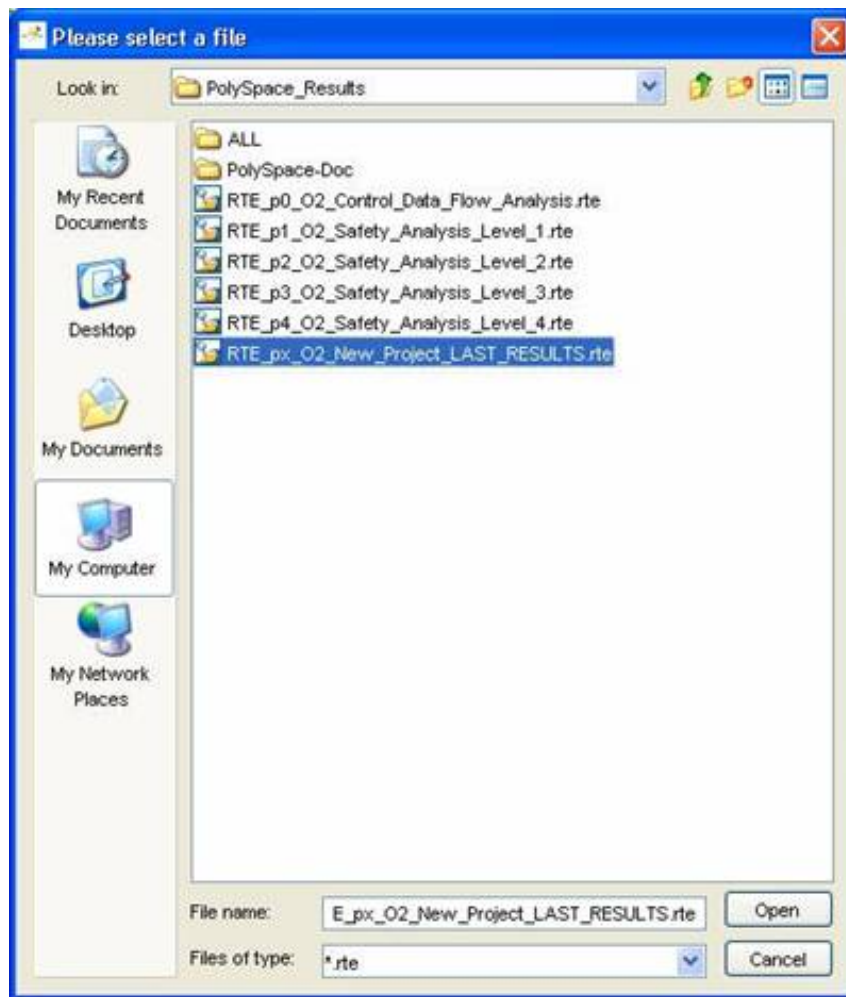 Please select a file
Look in: PolySpace_Results
ALL
PolySpace-Doc
RTE_p0_O2_Control_Data_Flow_Analysis.rte
RTE_p1_O2_Safety_Analysis_Level_1.rte
RTE_p2_O2_Safety_Analysis_Level_2.rte
RTE_p3_O2_Safety_Analysis_Level_3.rte
RTE_p4_O2_Safety_Analysis_Level_4.rte
RTE_px_O2_New_Project_LAST_RESULTS.rte
My Recent
Documents
Desktop
My Documents
My Computer
My Network
Places
File name: E_px_O2_New_Project_LAST_RESULTS.rte Open
Files of type: *.rte Cancel